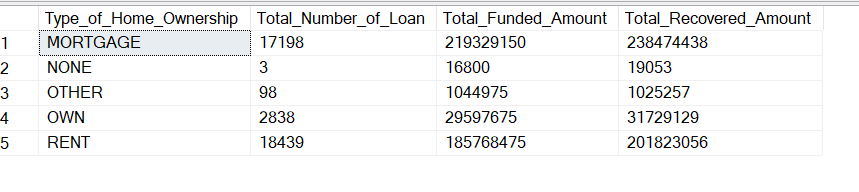 Type_of_Home_Ownership Total_Number_of_Loan Total_Funded_Amount Total_Recovered_Amount
1 MORTGAGE 17198 219329150 238474438
2 NONE 3 16800 19053
3 OTHER 98 1044975 1025257
4 OWN 2838 29597675 31729129
5 RENT 18439 185768475 201823056